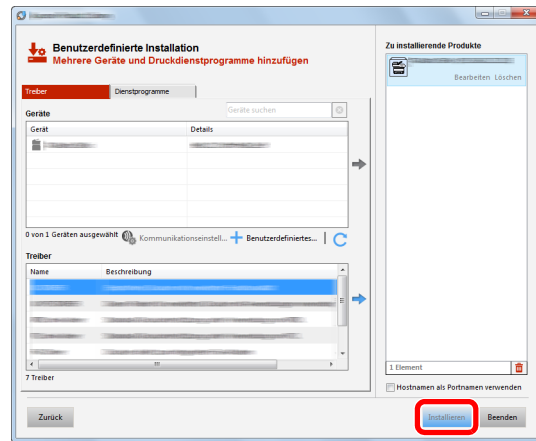 Benutzerdefinierte Installation
Mehrere Geräte und Druckdienstprogramme hinzufügen
Zu installierende Produkte
Bearbeiten Löschen
Treiber
Dienstprogramme
Geräte
Geräte suchen
Gerät
Details
0 von 1 Geräten ausgewählt
Kommunikationseinstell...
Benutzerdefiniertes...
Treiber
Name
Beschreibung
7 Treiber
1 Element
Hostnamen als Portnamen verwenden
Zurück
Installieren
Beenden